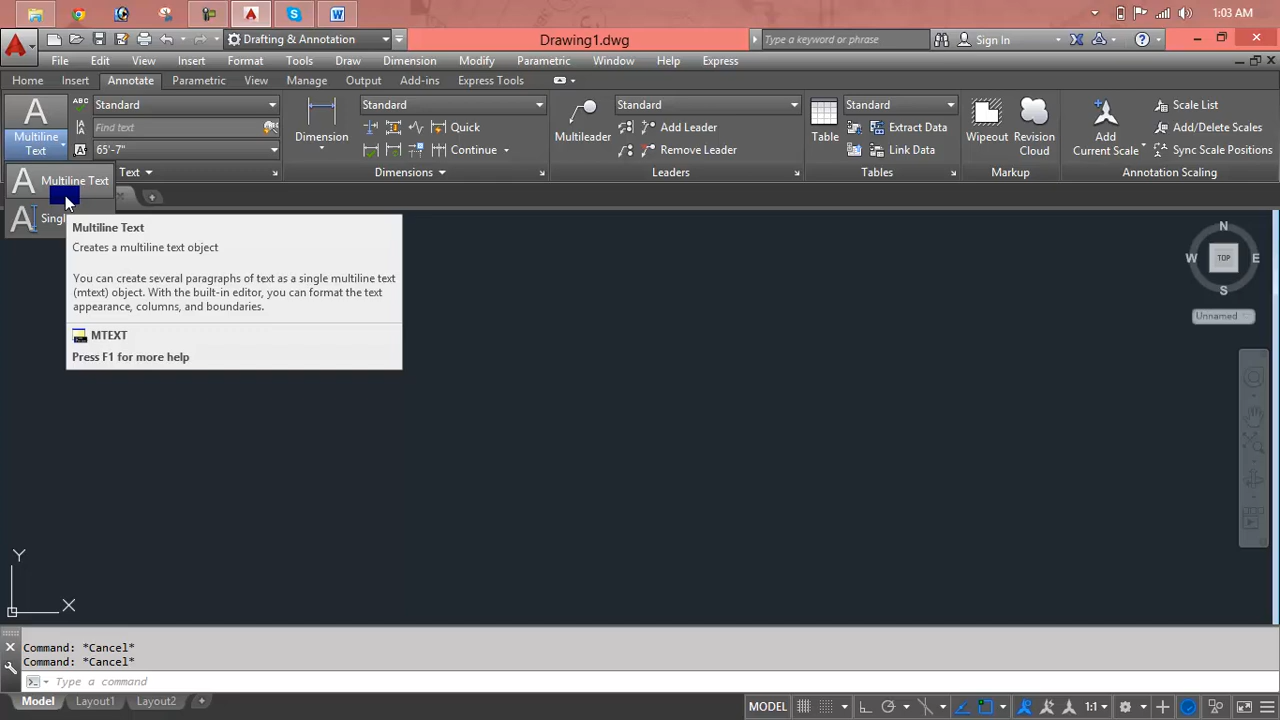 1:03 AM
Drafting & Annotation
Drawing1.dwg
Type a keyword or phrase
Sign In
File Edit View Insert Format Tools Draw Dimension Modify Parametric Window Help Express
Home Insert Annotate Parametric View Manage Output Add-ins Express Tools
A
Multiline
Text
ABC
Standard
Find text
65'-7"
Text
Dimension
Standard
Quick
Continue
Dimensions
Multileader
Standard
Add Leader
Remove Leader
Leaders
Table
Standard
Extract Data
Link Data
Tables
Wipeout
Revision
Cloud
Markup
Add
Current Scale
Scale List
Add/Delete Scales
Sync Scale Positions
Annotation Scaling
A Multiline Text
A Singl
Multiline Text
Creates a multiline text object
You can create several paragraphs of text as a single multiline text
(mtext) object. With the built-in editor, you can format the text
appearance, columns, and boundaries.
MTEXT
Press F1 for more help
N
W TOP E
S
Unnamed
Y
X
Command: *Cancel*
Command: *Cancel*
Type a command
Model Layout1 Layout2 +
MODEL
1:1